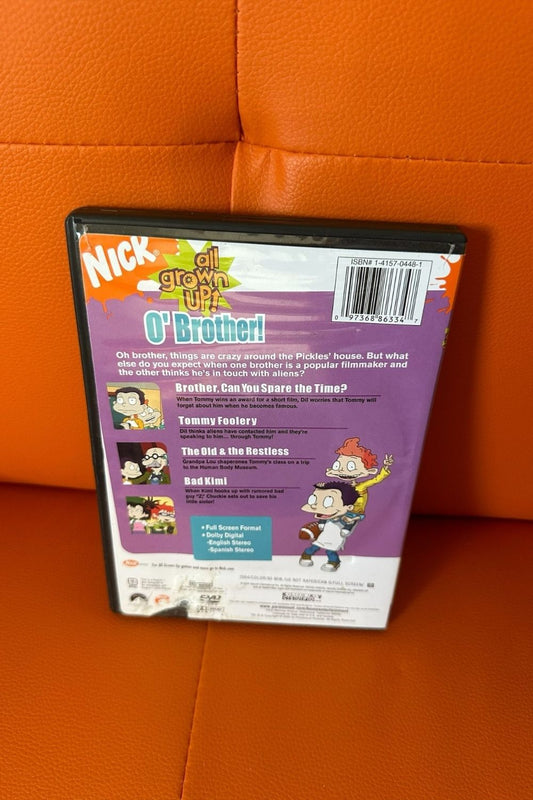 NICK
all
grown
UP!
O' Brother!
ISBN# 1-4157-0448-1
0 97368 86334 7
Oh brother, things are crazy around the Pickles' house. But what
else do you expect when one brother is a popular filmmaker and
the other thinks he's in touch with aliens?
Brother, Can You Spare the Time?
When Tommy wins an award for a short film, Dil worries that Tommy will
forget about him when he becomes famous.
Tommy Foolery
Dil thinks aliens have contacted him and they're
speaking to him... through Tommy!
The Old & the Restless
Grandpa Lou chaperones Tommy's class on a trip
to the Human Body Museum.
Bad Kimi
When Kimi hooks up with rumored bad
guy "Z," Chuckie sets out to save his
little sister!
Full Screen Format
Dolby Digital
-English Stereo
-Spanish Stereo